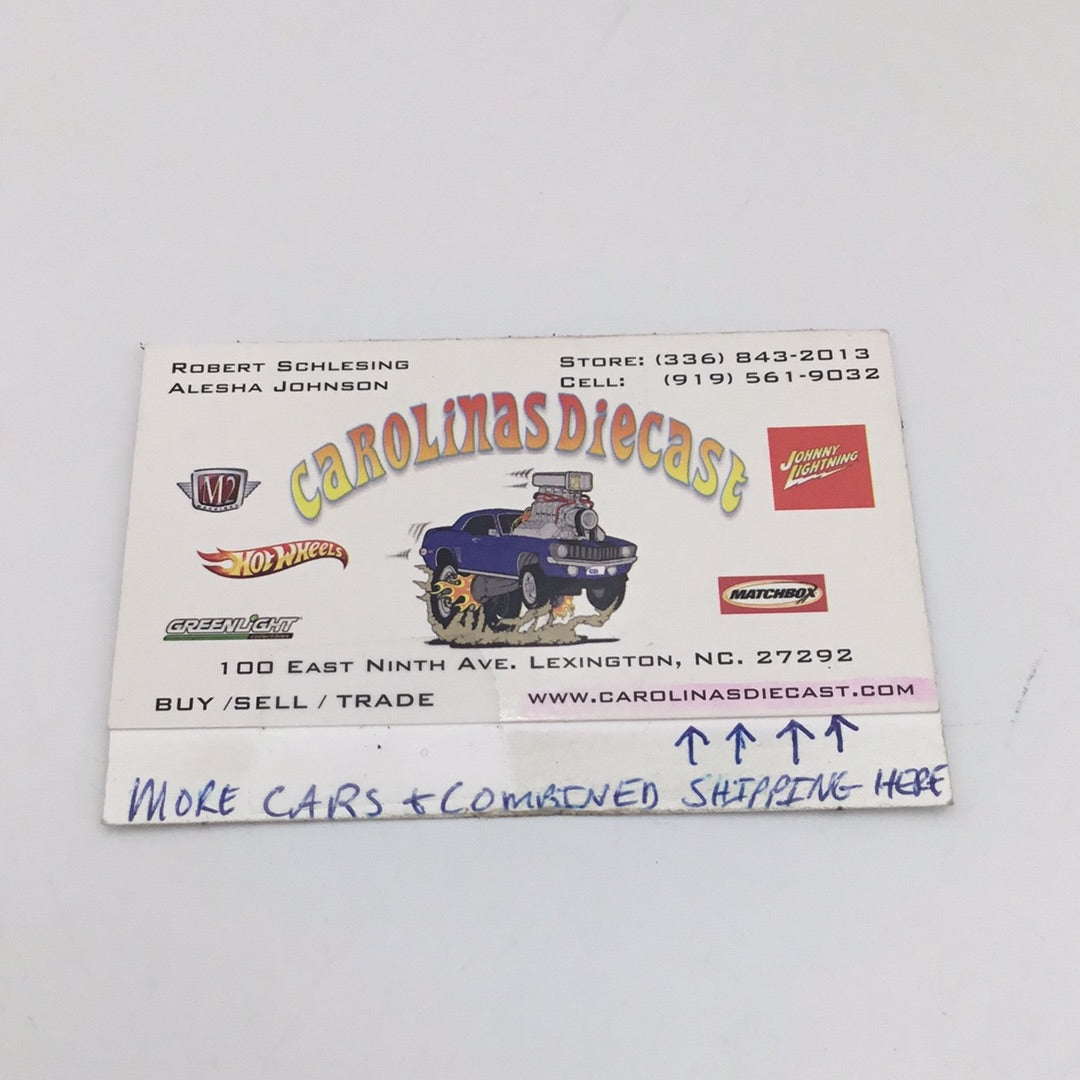 ROBERT SCHLESING
ALESHA JOHNSON
STORE: (336) 843-2013
CELL: (919) 561-9032
CAROLINAS DIECAST
M2
HOT WHEELS
GREENLIGHT
collectibles
JOHNNY
LIGHTNING
MATCHBOX
CD
100 EAST NINTH AVE. LEXINGTON, NC. 27292
BUY /SELL / TRADE
WWW.CAROLINASDIECAST.COM
MORE CARS + COMBINED SHIPPING HERE